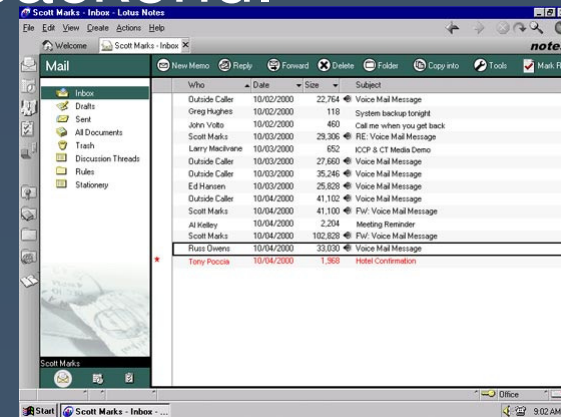 Scott Marks - Inbox - Lotus Notes
File Edit View Create Actions Help
Welcome Scott Marks - Inbox
notes
Mail New Memo Reply Forward Delete Folder Copy into Tools Mark R
Who Date Size Subject
Inbox
Drafts
Sent
All Documents
Trash
Discussion Threads
Rules
Stationery
Outside Caller 10/02/2000 22,764 Voice Mail Message
Greg Hughes 10/02/2000 118 System backup tonight
John Volto 10/02/2000 460 Call me when you get back
Scott Marks 10/03/2000 29,306 RE: Voice Mail Message
Larry MacIlvane 10/03/2000 652 ICCP & CT Media Demo
Outside Caller 10/03/2000 27,660 Voice Mail Message
Outside Caller 10/03/2000 35,246 Voice Mail Message
Ed Hansen 10/03/2000 25,828 Voice Mail Message
Outside Caller 10/04/2000 41,102 Voice Mail Message
Scott Marks 10/04/2000 41,100 FW: Voice Mail Message
Al Kelley 10/04/2000 2,204 Meeting Reminder
Scott Marks 10/04/2000 102,828 FW: Voice Mail Message
Russ Owens 10/04/2000 33,030 Voice Mail Message
* Tony Poccia 10/04/2000 1,968 Hotel Confirmation
Scott Marks
Office
Start Scott Marks - Inbox - ... 9:02 AM